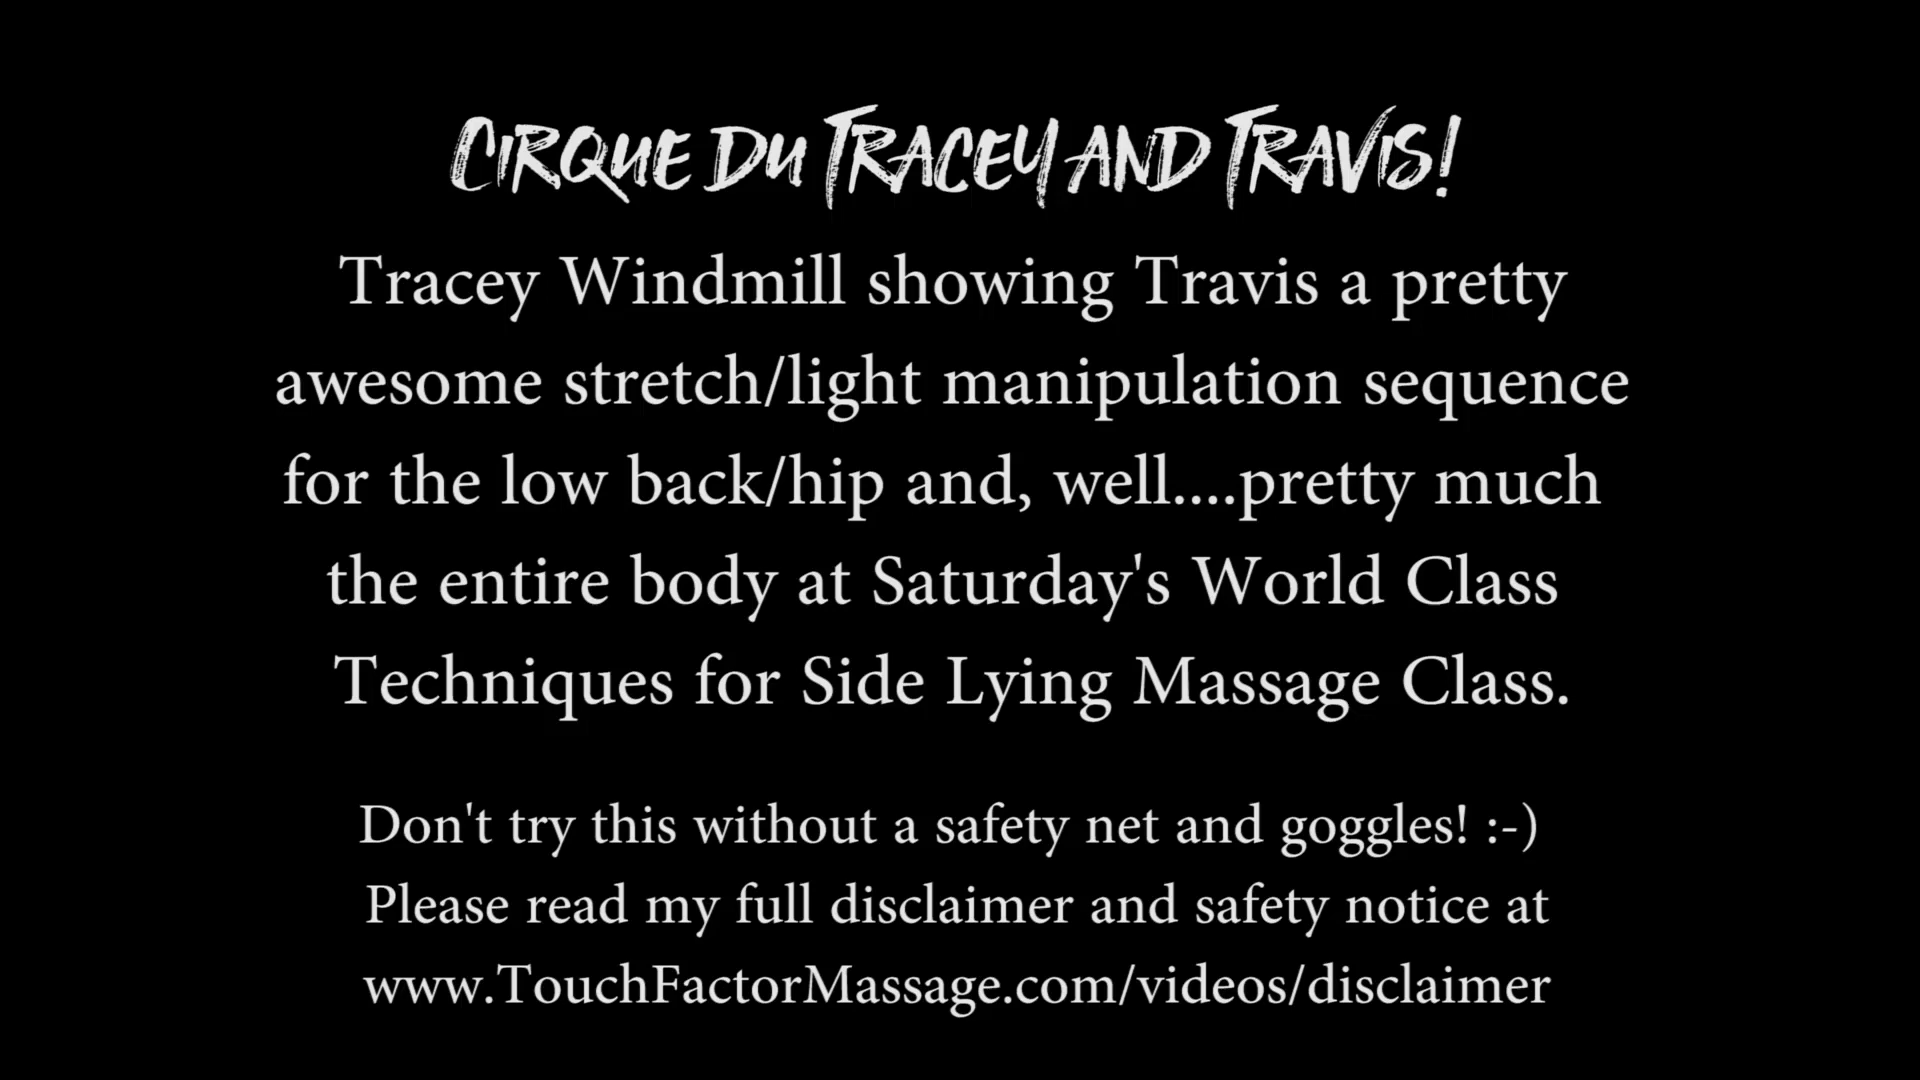 Cirque du Tracey and Travis!
Tracey Windmill showing Travis a pretty
awesome stretch/light manipulation sequence
for the low back/hip and, well....pretty much
the entire body at Saturday's World Class
Techniques for Side Lying Massage Class.
Don't try this without a safety net and goggles! :-)
Please read my full disclaimer and safety notice at
www.TouchFactorMassage.com/videos/disclaimer